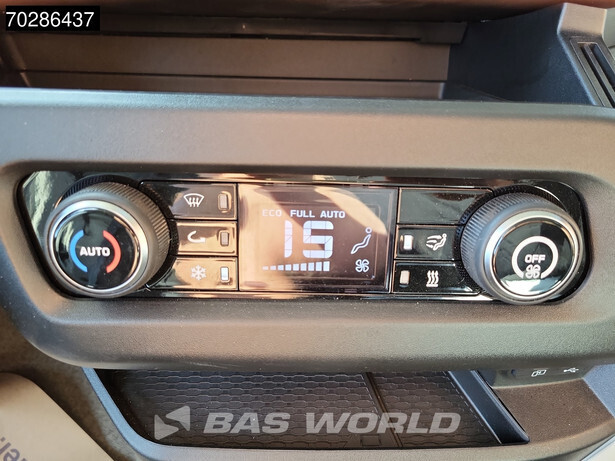 70286437
ECO FULL AUTO
15
AUTO
OFF
BAS WORLD